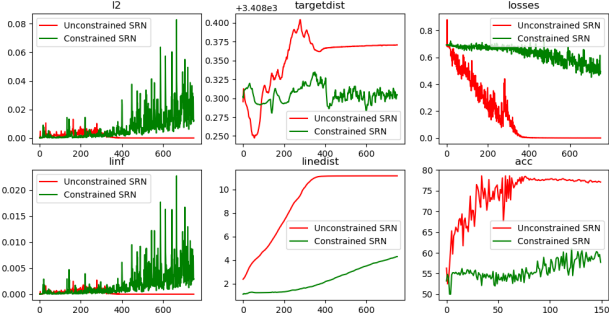 l2
Unconstrained SRN
Constrained SRN
0.08
0.06
0.04
0.02
0.00
0 200 400 600
+3.408e3
targetdist
0.400
0.375
0.350
0.325
0.300
0.275
0.250
Unconstrained SRN
Constrained SRN
0 200 400 600
losses
Unconstrained SRN
Constrained SRN
0.8
0.6
0.4
0.2
0.0
0 200 400 600
linf
Unconstrained SRN
Constrained SRN
0.020
0.015
0.010
0.005
0.000
0 200 400 600
linedst
10
8
6
4
2
Unconstrained SRN
Constrained SRN
0 200 400 600
acc
80
75
70
65
60
55
50
Unconstrained SRN
Constrained SRN
0 50 100 150